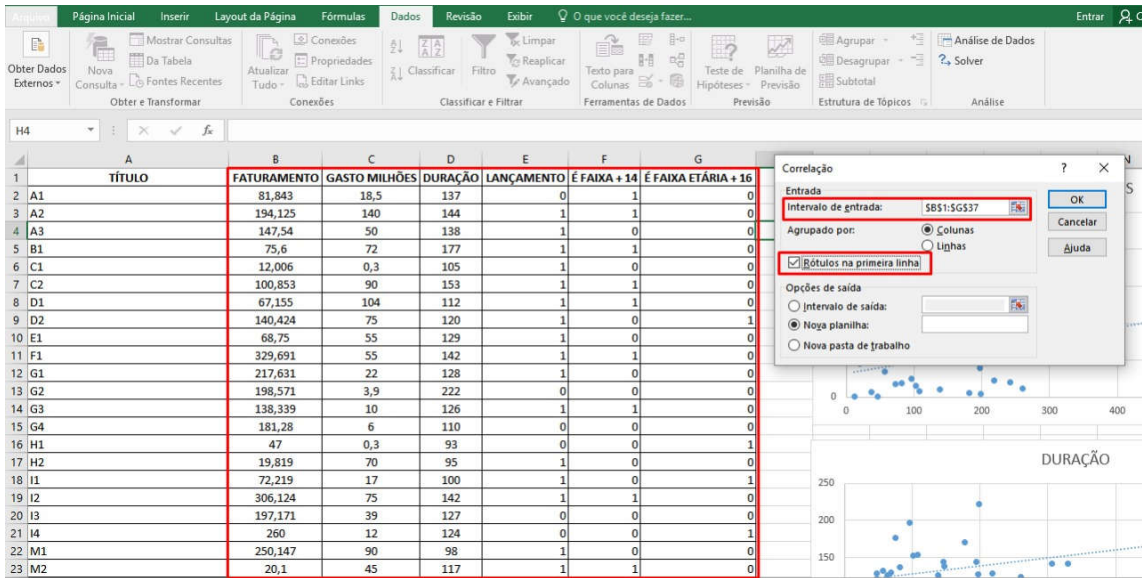 Arquivo Página Inicial Inserir Layout da Página Fórmulas Dados Revisão Exibir O que você deseja fazer... Entrar
Obter Dados Externos
Nova Consulta
Mostrar Consultas
Da Tabela
Fontes Recentes
Obter e Transformar
Atualizar Tudo
Conexões
Propriedades
Editar Links
Conexões
Classificar
Filtro
Limpar
Reaplicar
Avançado
Classificar e Filtrar
Texto para Colunas
Ferramentas de Dados
Teste de Hipóteses
Planilha de Previsão
Previsão
Agrupar
Desagrupar
Subtotal
Estrutura de Tópicos
Análise de Dados
Solver
Análise
H4 fx
A B C D E F G N
1 TÍTULO FATURAMENTO GASTO MILHÕES DURAÇÃO LANÇAMENTO É FAIXA + 14 É FAIXA ETÁRIA + 16
2 A1 81,843 18,5 137 0 1 0
3 A2 194,125 140 144 1 1 0
4 A3 147,54 50 138 1 0 0
5 B1 75,6 72 177 1 1 0
6 C1 12,006 0,3 105 1 0 0
7 C2 100,853 90 153 1 1 0
8 D1 67,155 104 112 1 1 0
9 D2 140,424 75 120 1 0 1
10 E1 68,75 55 129 1 0 0
11 F1 329,691 55 142 1 1 0
12 G1 217,631 22 128 1 0 0
13 G2 198,571 3,9 222 0 0 0
14 G3 138,339 10 126 1 1 0
15 G4 181,28 6 110 0 0 0
16 H1 47 0,3 93 0 0 1
17 H2 19,819 70 95 1 0 0
18 I1 72,219 17 100 1 0 1
19 I2 306,124 75 142 1 1 0
20 I3 197,171 39 127 0 0 0
21 I4 260 12 124 0 0 1
22 M1 250,147 90 98 1 0 0
23 M2 20,1 45 117 1 1 0
Correlação ? X
Entrada
Intervalo de entrada: $B$1:$G$37
Agrupado por: Colunas
Linhas
Rótulos na primeira linha
Opções de saída
Intervalo de saída:
Nova planilha:
Nova pasta de trabalho
OK
Cancelar
Ajuda
S
0
0 100 200 300 400
DURAÇÃO
250
200
150